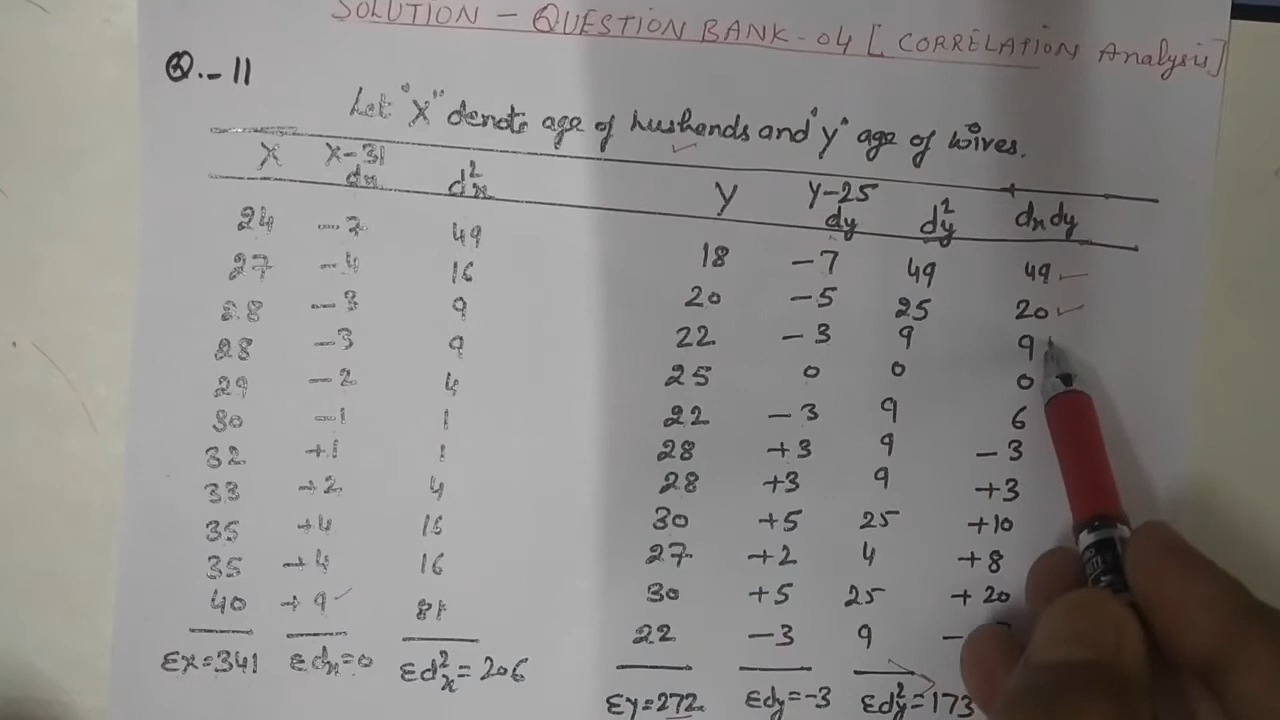 SOLUTION - QUESTION BANK-04 [ CORRELATION Analysis]
Q.-11
Let "X" denote age of husbands and "Y" age of wives.
X X-31 dx d²x Y Y-25 dy d²y dxdy
24 -7 49 18 -7 49 49
27 -4 16 20 -5 25 20
28 -3 9 22 -3 9 9
28 -3 9 25 0 0 0
29 -2 4 22 -3 9 6
30 -1 1 28 +3 9 -3
32 +1 1 28 +3 9 +3
33 +2 4 30 +5 25 +10
35 +4 16 27 +2 4 +8
35 +4 16 30 +5 25 +20
40 +9 81 22 -3 9 -
Σx=341 Σdx=0 Σd²x=206 Σy=272 Σdy=-3 Σd²y=173